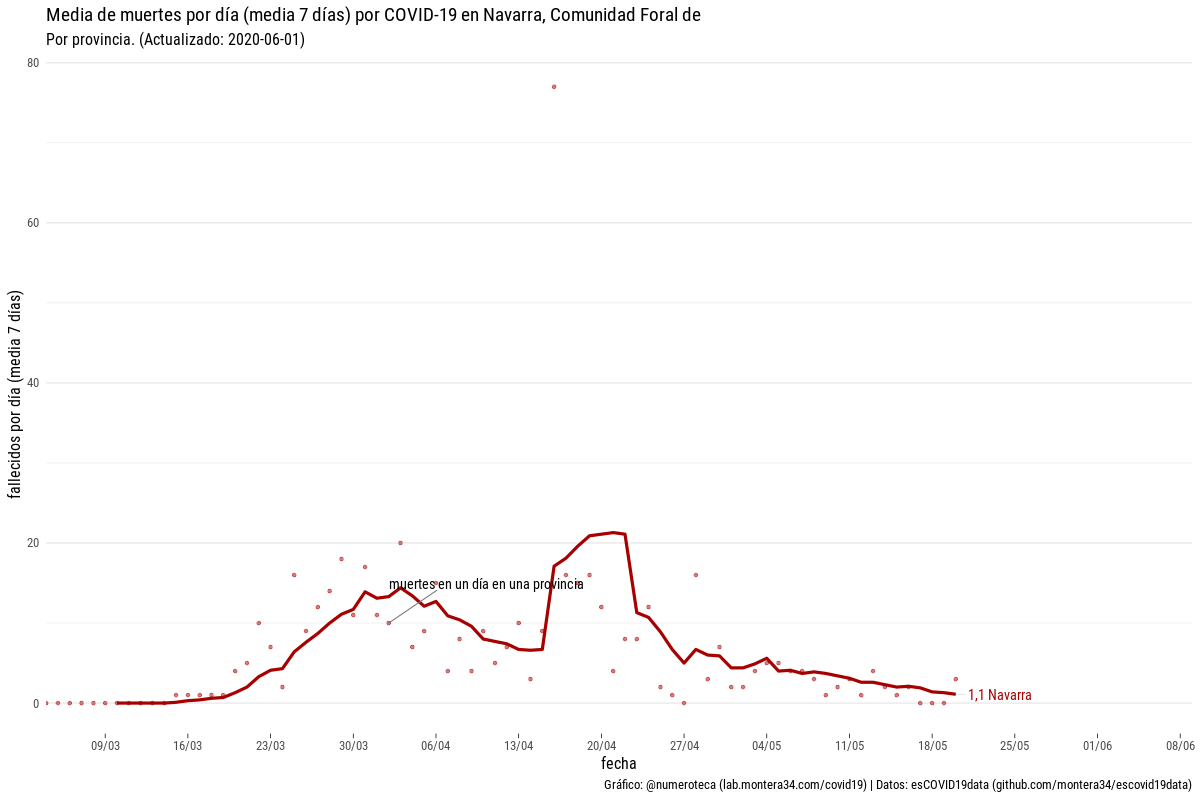 Media de muertes por día (media 7 días) por COVID-19 en Navarra, Comunidad Foral de
Por provincia. (Actualizado: 2020-06-01)
fallecidos por día (media 7 días)
80
60
40
20
0
muertes en un día en una provincia
1,1 Navarra
09/03 16/03 23/03 30/03 06/04 13/04 20/04 27/04 04/05 11/05 18/05 25/05 01/06 08/06
fecha
Gráfico: @numeroteca (lab.montera34.com/covid19) | Datos: esCOVID19data (github.com/montera34/escovid19data)